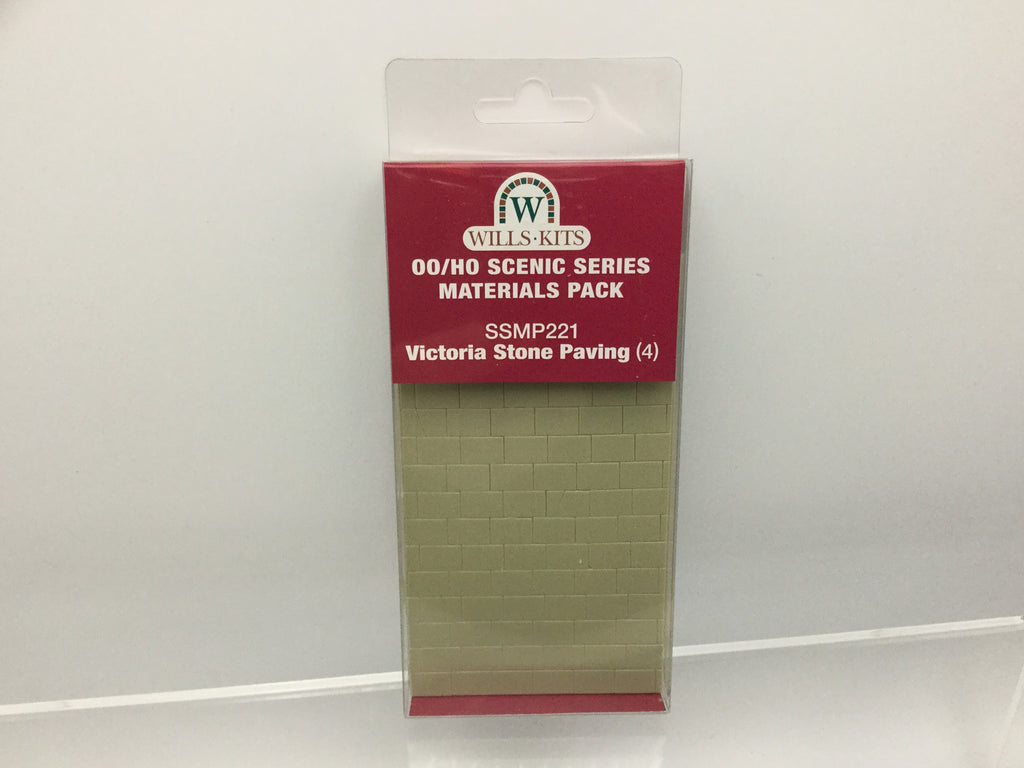 W
WILLS·KITS
OO/HO SCENIC SERIES
MATERIALS PACK
SSMP221
Victoria Stone Paving (4)